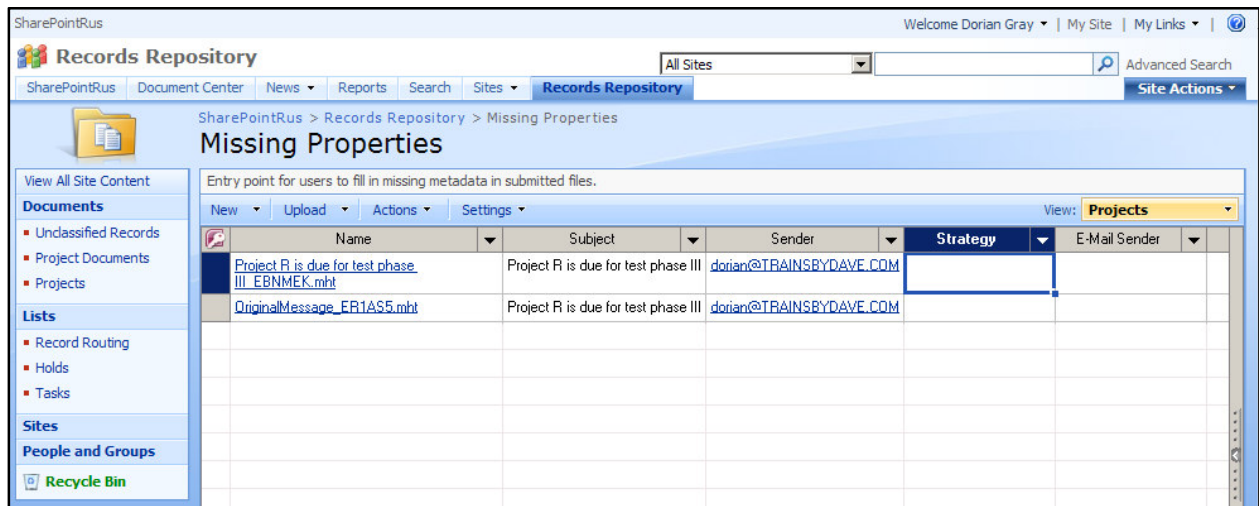 SharePointRus
Welcome Dorian Gray | My Site | My Links |
Records Repository
All Sites
Advanced Search
SharePointRus Document Center News Reports Search Sites Records Repository
Site Actions
SharePointRus > Records Repository > Missing Properties
Missing Properties
View All Site Content
Entry point for users to fill in missing metadata in submitted files.
Documents
New Upload Actions Settings View: Projects
Unclassified Records
Project Documents
Projects
Lists
Record Routing
Holds
Tasks
Sites
People and Groups
Recycle Bin
Name Subject Sender Strategy E-Mail Sender
Project R is due for test phase
III_EBNMEK.mht
Project R is due for test phase III dorian@TRAINSBYDAVE.COM
OriginalMessage_ER1AS5.mht Project R is due for test phase III dorian@TRAINSBYDAVE.COM